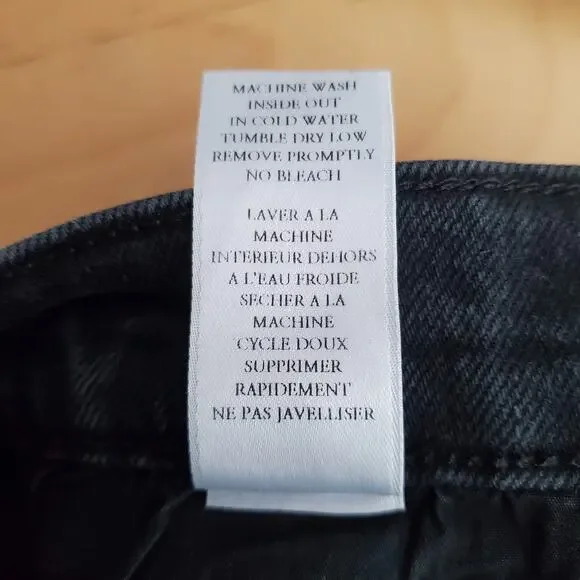 MACHINE WASH
INSIDE OUT
IN COLD WATER
TUMBLE DRY LOW
REMOVE PROMPTLY
NO BLEACH
LAVER A LA
MACHINE
INTERIEUR DEHORS
A L'EAU FROIDE
SECHER A LA
MACHINE
CYCLE DOUX
SUPPRIMER
RAPIDEMENT
NE PAS JAVELLISER